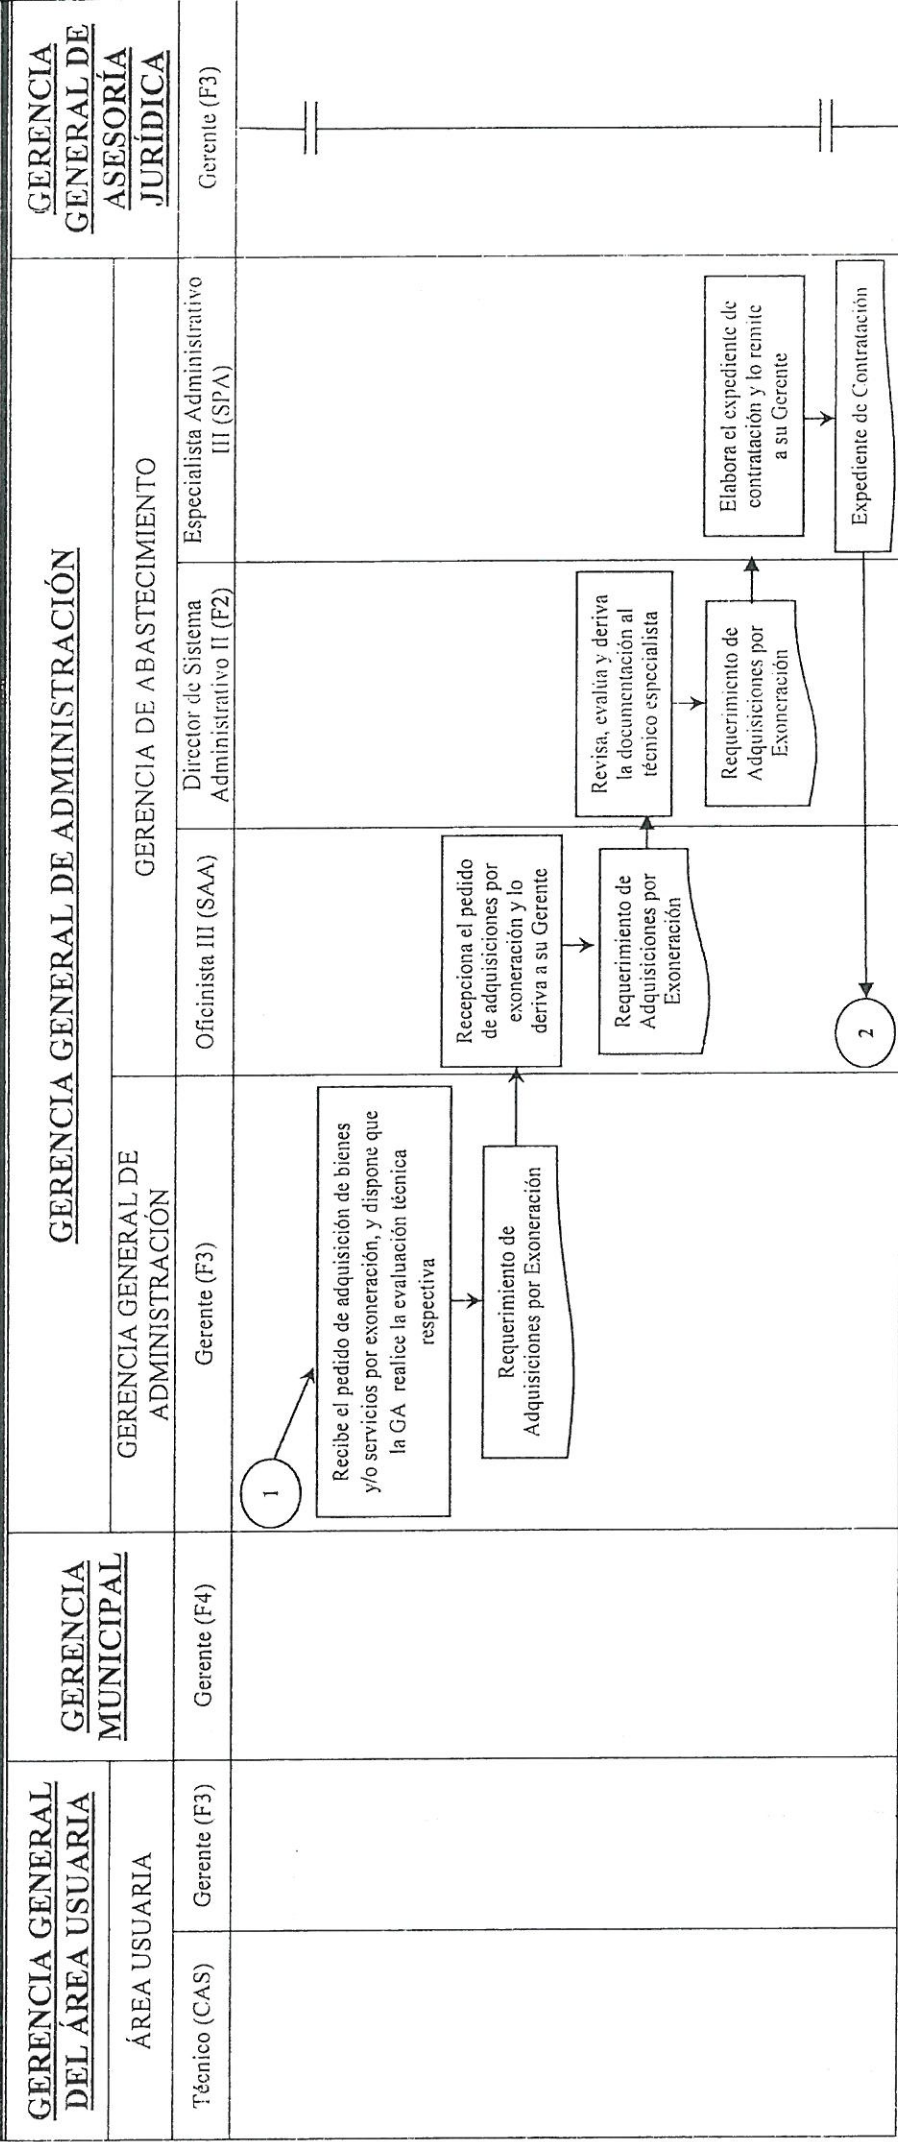 GERENCIA GENERAL
DEL ÁREA USUARIA
GERENCIA
MUNICIPAL
GERENCIA GENERAL DE ADMINISTRACIÓN
GERENCIA
GENERAL DE
ASESORÍA
JURÍDICA
ÁREA USUARIA
GERENCIA GENERAL DE
ADMINISTRACIÓN
GERENCIA DE ABASTECIMIENTO
Técnico (CAS)
Gerente (F3)
Gerente (F4)
Gerente (F3)
Oficinista III (SAA)
Director de Sistema
Administrativo II (F2)
Especialista Administrativo
III (SPA)
Gerente (F3)
1
Recibe el pedido de adquisición de bienes
y/o servicios por exoneración, y dispone que
la GA realice la evaluación técnica
respectiva
Requerimiento de
Adquisiciones por Exoneración
Recepciona el pedido
de adquisiciones por
exoneración y lo
deriva a su Gerente
Requerimiento de
Adquisiciones por
Exoneración
Revisa, evalúa y deriva
la documentación al
técnico especialista
Requerimiento de
Adquisiciones por
Exoneración
Elabora el expediente de
contratación y lo remite
a su Gerente
Expediente de Contratación
2